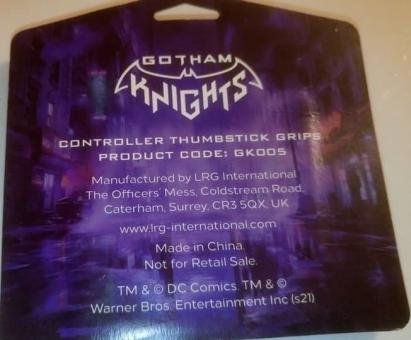 GOTHAM
KNIGHTS
CONTROLLER THUMBSTICK GRIPS
PRODUCT CODE: GK005
Manufactured by LRG International
The Officers' Mess, Coldstream Road,
Caterham, Surrey, CR3 5QX, UK
www.lrg-international.com
Made in China.
Not for Retail Sale.
TM & © DC Comics. TM & ©
Warner Bros. Entertainment Inc (s21)